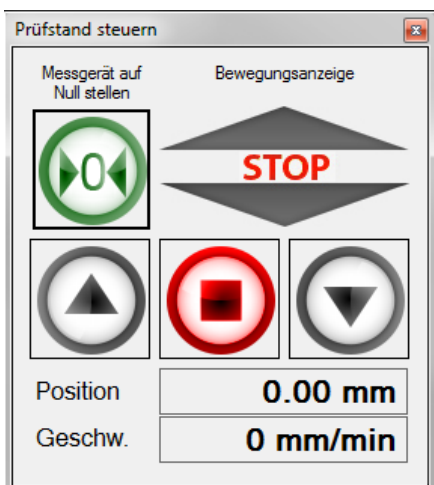 Prüfstand steuern
Messgerät auf
Null stellen
Bewegungsanzeige
0
STOP
Position
0.00 mm
Geschw.
0 mm/min